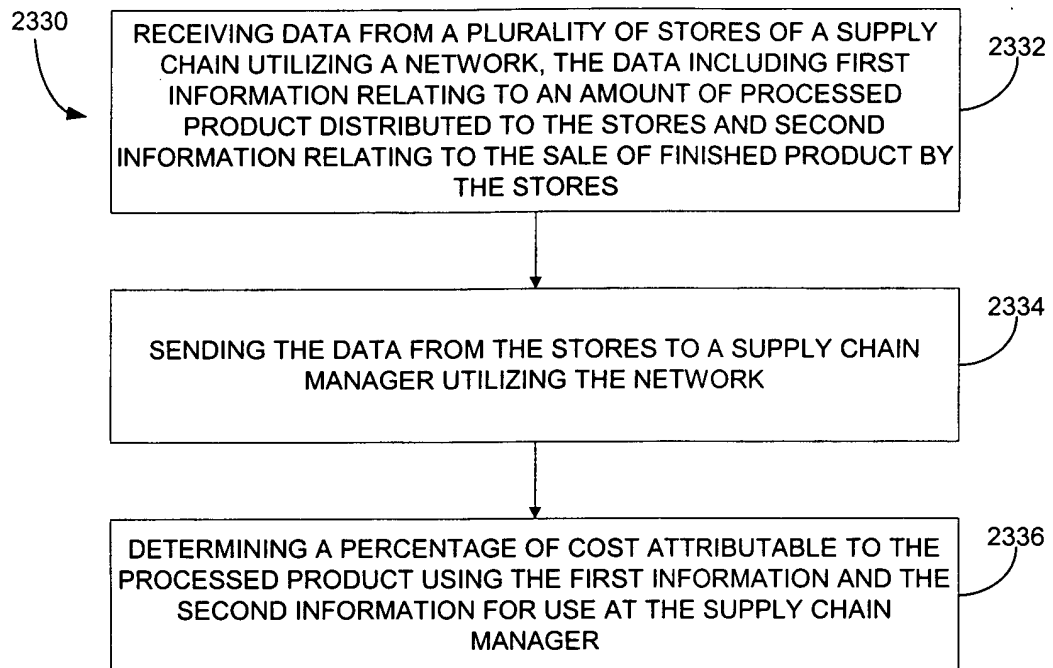 2330
RECEIVING DATA FROM A PLURALITY OF STORES OF A SUPPLY
CHAIN UTILIZING A NETWORK, THE DATA INCLUDING FIRST
INFORMATION RELATING TO AN AMOUNT OF PROCESSED
PRODUCT DISTRIBUTED TO THE STORES AND SECOND
INFORMATION RELATING TO THE SALE OF FINISHED PRODUCT BY
THE STORES
2332
SENDING THE DATA FROM THE STORES TO A SUPPLY CHAIN
MANAGER UTILIZING THE NETWORK
2334
DETERMINING A PERCENTAGE OF COST ATTRIBUTABLE TO THE
PROCESSED PRODUCT USING THE FIRST INFORMATION AND THE
SECOND INFORMATION FOR USE AT THE SUPPLY CHAIN
MANAGER
2336